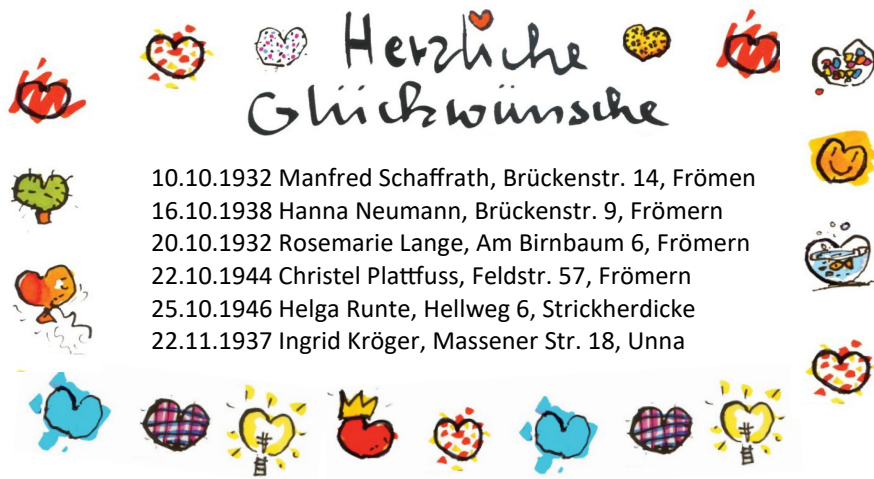 Herzliche
Glückwünsche
10.10.1932 Manfred Schaffrath, Brückenstr. 14, Frömen
16.10.1938 Hanna Neumann, Brückenstr. 9, Frömern
20.10.1932 Rosemarie Lange, Am Birnbaum 6, Frömern
22.10.1944 Christel Plattfuss, Feldstr. 57, Frömern
25.10.1946 Helga Runte, Hellweg 6, Strickherdicke
22.11.1937 Ingrid Kröger, Massener Str. 18, Unna